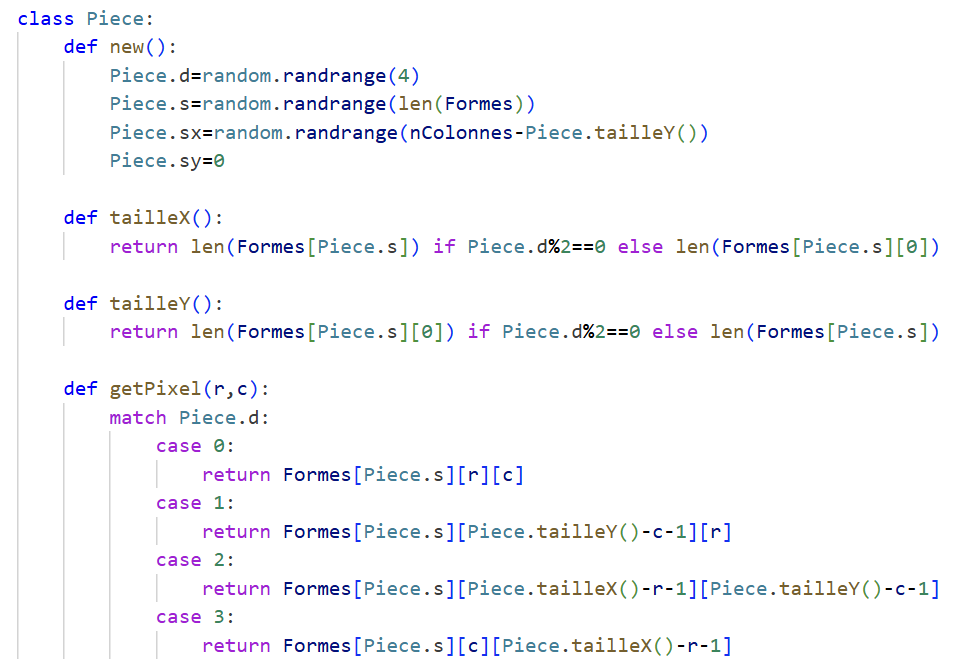 class Piece:
    def new():
        Piece.d=random.randrange(4)
        Piece.s=random.randrange(len(Formes))
        Piece.sx=random.randrange(nColonnes-Piece.tailleY())
        Piece.sy=0

    def tailleX():
        return len(Formes[Piece.s]) if Piece.d%2==0 else len(Formes[Piece.s][0])

    def tailleY():
        return len(Formes[Piece.s][0]) if Piece.d%2==0 else len(Formes[Piece.s])

    def getPixel(r,c):
        match Piece.d:
            case 0:
                return Formes[Piece.s][r][c]
            case 1:
                return Formes[Piece.s][Piece.tailleY()-c-1][r]
            case 2:
                return Formes[Piece.s][Piece.tailleX()-r-1][Piece.tailleY()-c-1]
            case 3:
                return Formes[Piece.s][c][Piece.tailleX()-r-1]